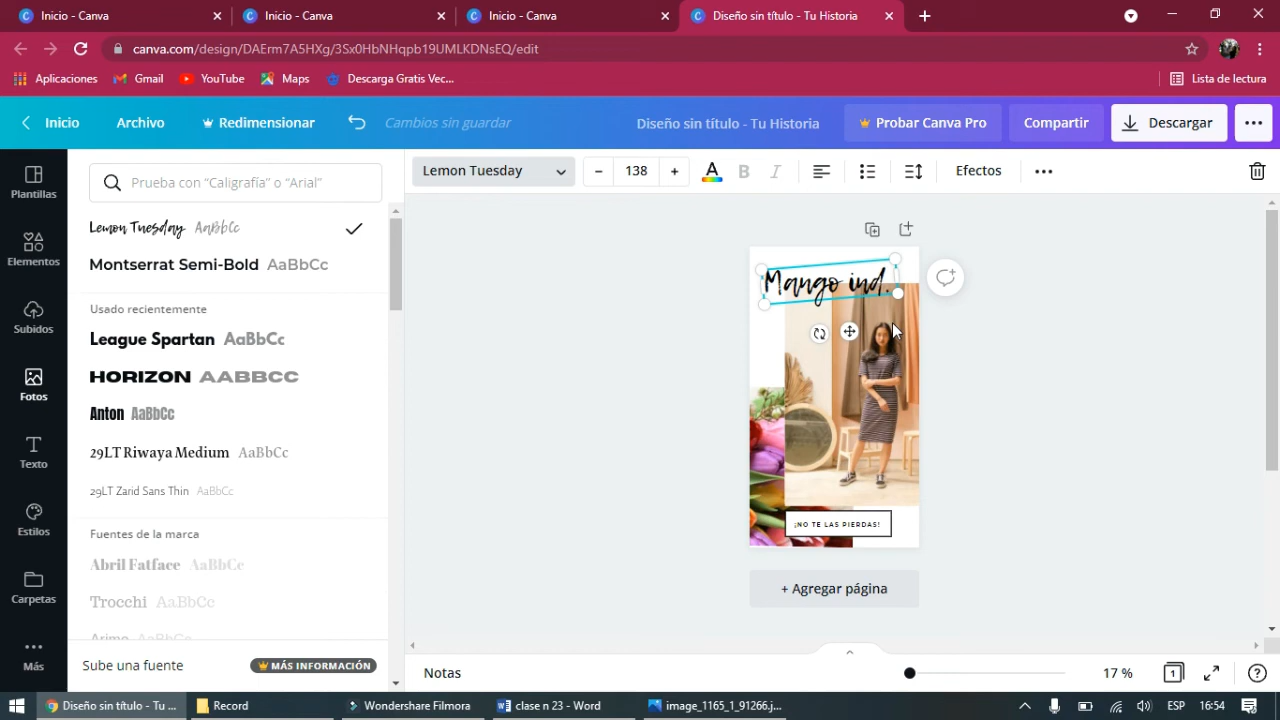 Inicio - Canva
Inicio - Canva
Inicio - Canva
Diseño sin título - Tu Historia
canva.com/design/DAErm7A5HXg/3Sx0HbNHqpb19UMLKDNsEQ/edit
Aplicaciones
Gmail
YouTube
Maps
Descarga Gratis Vec...
Lista de lectura
Inicio
Archivo
Redimensionar
Cambios sin guardar
Diseño sin título - Tu Historia
Probar Canva Pro
Compartir
Descargar
Plantillas
Elementos
Subidos
Fotos
Texto
Estilos
Carpetas
Más
Prueba con “Caligrafía” o “Arial”
Lemon Tuesday AaBbCc
Montserrat Semi-Bold AaBbCc
Usado recientemente
League Spartan AaBbCc
HORIZON AABBCC
Anton AaBbCc
29LT Riwaya Medium AaBbCc
29LT Zarid Sans Thin AaBbCc
Fuentes de la marca
Abril Fatface AaBbCc
Trocchi AaBbCc
Arimo AaBbCc
Sube una fuente
MÁS INFORMACIÓN
Lemon Tuesday
138
A
B
I
Efectos
Mango ind.
¡NO TE LAS PIERDAS!
+ Agregar página
Notas
17 %
1
Diseño sin título - Tu ...
Record
Wondershare Filmora
clase n 23 - Word
image_1165_1_91266.j...
ESP
16:54